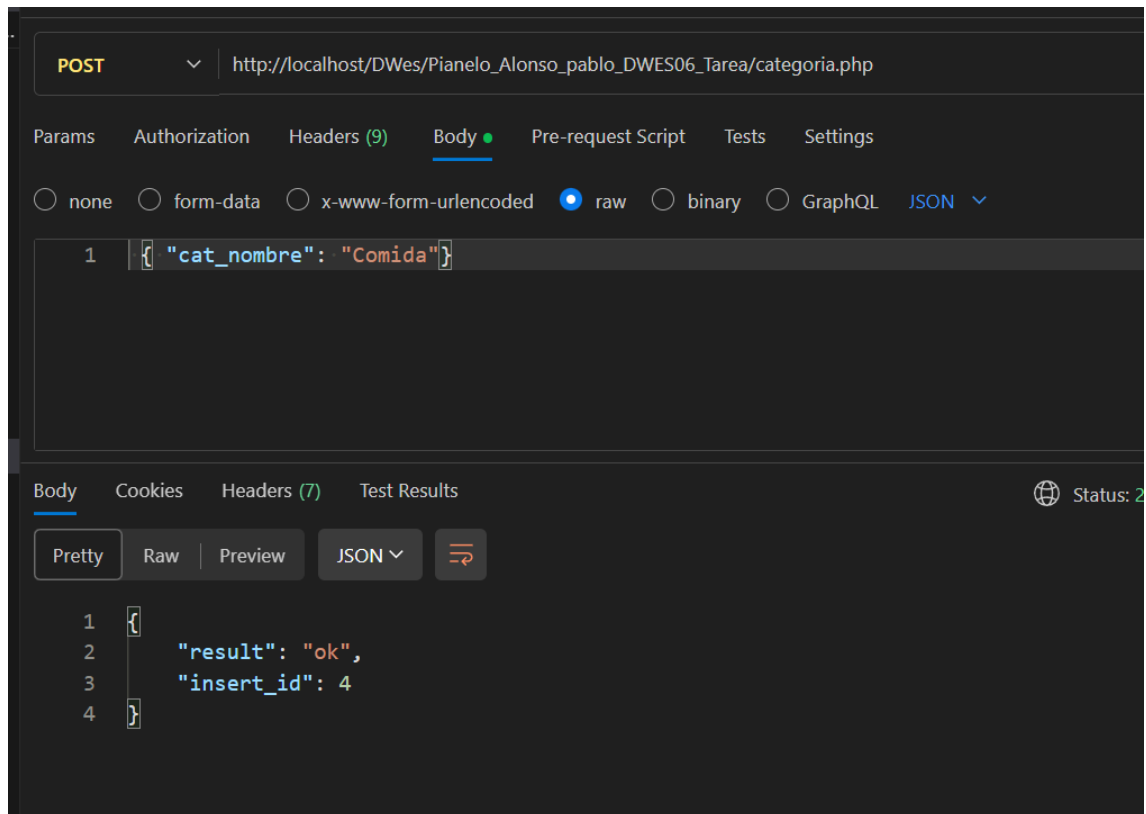 POST http://localhost/DWes/Pianelo_Alonso_pablo_DWES06_Tarea/categoria.php
Params Authorization Headers (9) Body Pre-request Script Tests Settings
none form-data x-www-form-urlencoded raw binary GraphQL JSON
1 { "cat_nombre": "Comida"}
Body Cookies Headers (7) Test Results Status: 2
Pretty Raw Preview JSON
1 {
2 "result": "ok",
3 "insert_id": 4
4 }